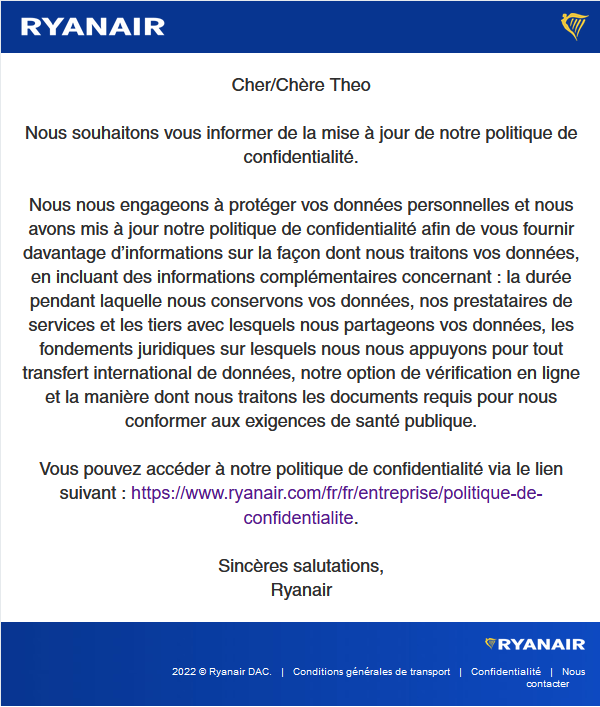 RYANAIR
Cher/Chère Theo
Nous souhaitons vous informer de la mise à jour de notre politique de
confidentialité.
Nous nous engageons à protéger vos données personnelles et nous
avons mis à jour notre politique de confidentialité afin de vous fournir
davantage d’informations sur la façon dont nous traitons vos données,
en incluant des informations complémentaires concernant : la durée
pendant laquelle nous conservons vos données, nos prestataires de
services et les tiers avec lesquels nous partageons vos données, les
fondements juridiques sur lesquels nous nous appuyons pour tout
transfert international de données, notre option de vérification en ligne
et la manière dont nous traitons les documents requis pour nous
conformer aux exigences de santé publique.
Vous pouvez accéder à notre politique de confidentialité via le lien
suivant : https://www.ryanair.com/fr/fr/entreprise/politique-de-
confidentialite.
Sincères salutations,
Ryanair
RYANAIR
2022 © Ryanair DAC. | Conditions générales de transport | Confidentialité | Nous
contacter